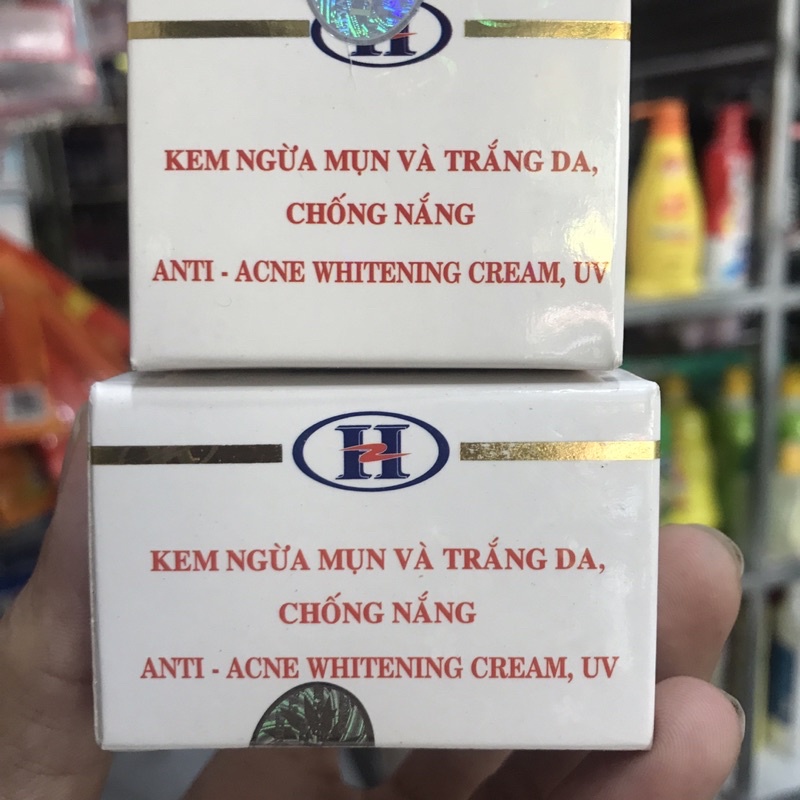 H
KEM NGỪA MỤN VÀ TRẮNG DA,
CHỐNG NẮNG
ANTI - ACNE WHITENING CREAM, UV
H
KEM NGỪA MỤN VÀ TRẮNG DA,
CHỐNG NẮNG
ANTI - ACNE WHITENING CREAM, UV